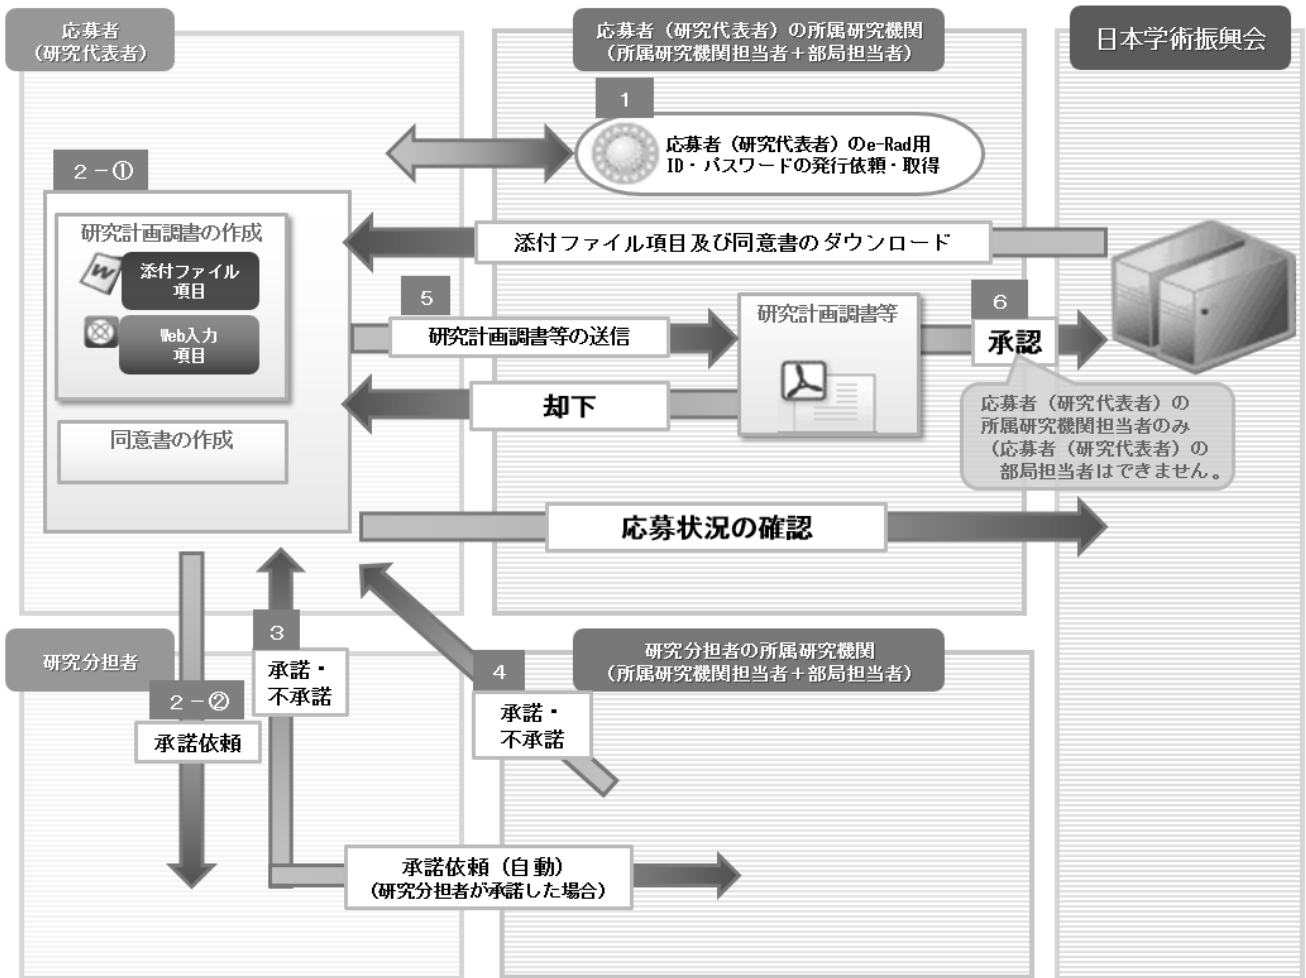 応募者
(研究代表者)
応募者（研究代表者）の所属研究機関
(所属研究機関担当者＋部局担当者)
日本学術振興会
1
応募者（研究代表者）のe-Rad用
ID・パスワードの発行依頼・取得
2－①
研究計画調書の作成
添付ファイル
項目
Web入力
項目
同意書の作成
添付ファイル項目及び同意書のダウンロード
5
研究計画調書等の送信
研究計画調書等
6
承認
却下
応募者（研究代表者）の
所属研究機関担当者のみ
（応募者（研究代表者）の
部局担当者はできません。
応募状況の確認
研究分担者
研究分担者の所属研究機関
(所属研究機関担当者＋部局担当者)
3
承諾・
不承諾
4
承諾・
不承諾
2－②
承諾依頼
承諾依頼（自動）
(研究分担者が承諾した場合)